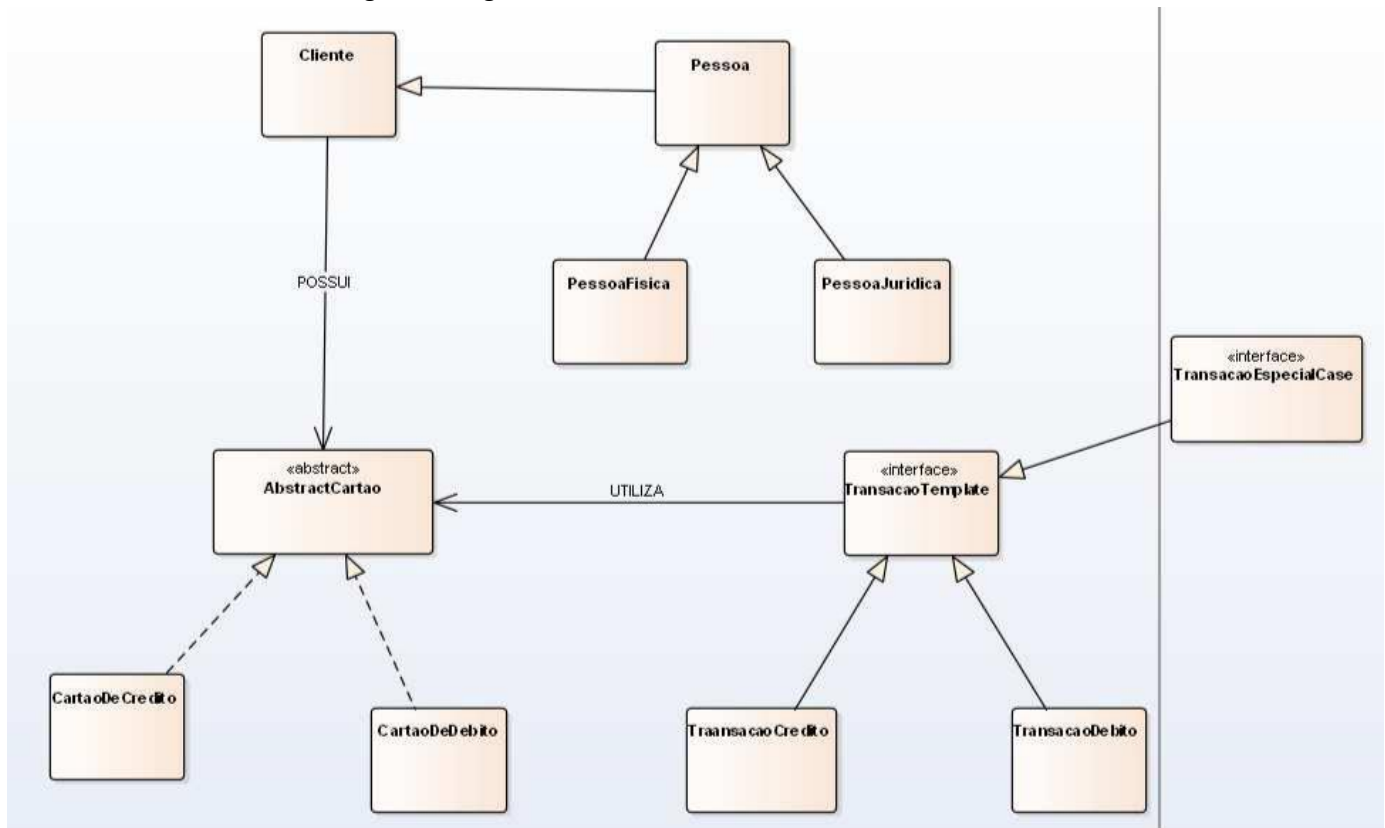 Cliente
Pessoa
PessoaFisica
PessoaJuridica
POSSUI
«interface»
TransacaoEspecialCase
«abstract»
AbstractCartao
UTILIZA
«interface»
TransacaoTemplate
CartaoDeCredito
CartaoDeDebito
TraansacaoCredito
TransacaoDebito